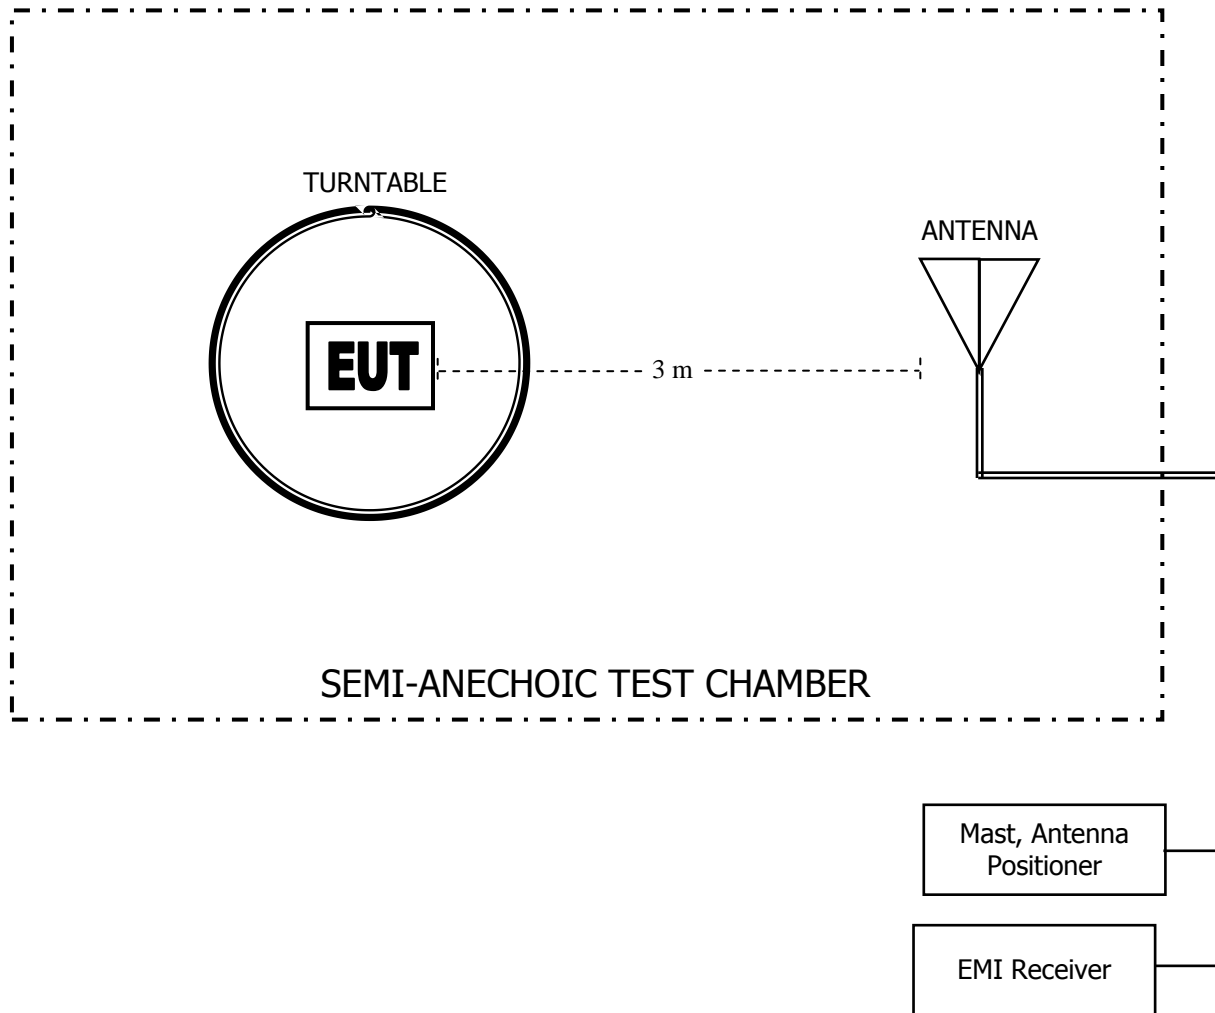 TURNTABLE
ANTENNA
EUT
3 m
SEMI-ANECHOIC TEST CHAMBER
Mast, Antenna
Positioner
EMI Receiver